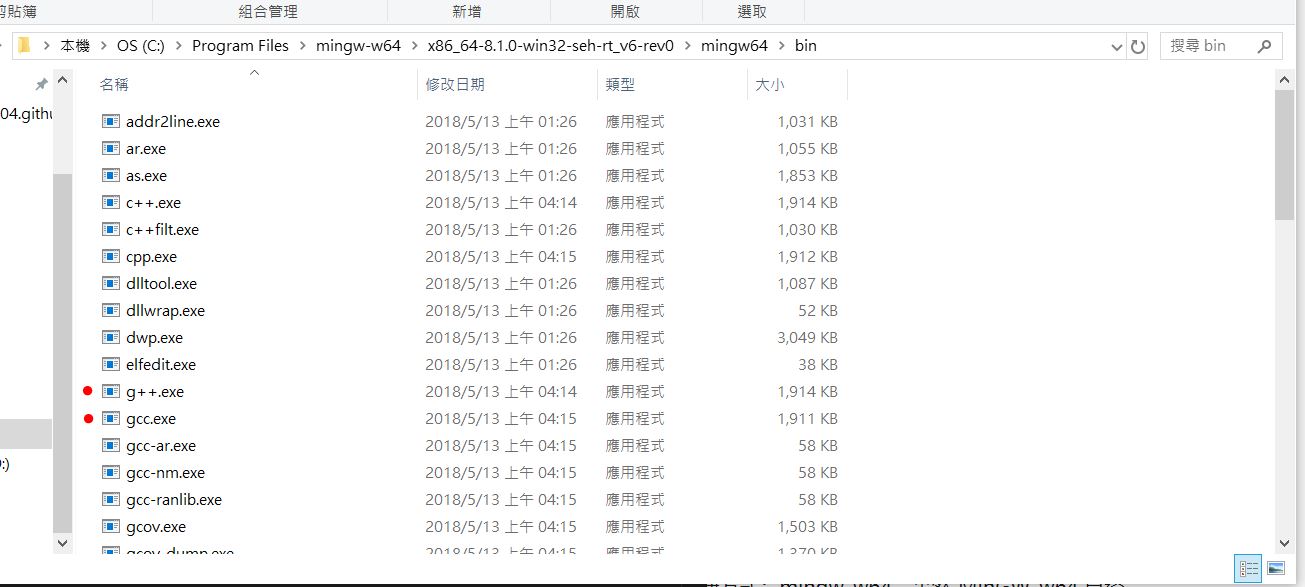 剪貼簿 組合管理 新增 開啟 選取
本機 OS (C:) Program Files mingw-w64 x86_64-8.1.0-win32-seh-rt_v6-rev0 mingw64 bin 搜尋 bin
名稱 修改日期 類型 大小
04.githu
addr2line.exe 2018/5/13 上午 01:26 應用程式 1,031 KB
ar.exe 2018/5/13 上午 01:26 應用程式 1,055 KB
as.exe 2018/5/13 上午 01:26 應用程式 1,853 KB
c++.exe 2018/5/13 上午 04:14 應用程式 1,914 KB
c++filt.exe 2018/5/13 上午 01:26 應用程式 1,030 KB
cpp.exe 2018/5/13 上午 04:15 應用程式 1,912 KB
dlltool.exe 2018/5/13 上午 01:26 應用程式 1,087 KB
dllwrap.exe 2018/5/13 上午 01:26 應用程式 52 KB
dwp.exe 2018/5/13 上午 01:26 應用程式 3,049 KB
elfedit.exe 2018/5/13 上午 01:26 應用程式 38 KB
g++.exe 2018/5/13 上午 04:14 應用程式 1,914 KB
gcc.exe 2018/5/13 上午 04:15 應用程式 1,911 KB
gcc-ar.exe 2018/5/13 上午 04:15 應用程式 58 KB
:)
gcc-nm.exe 2018/5/13 上午 04:15 應用程式 58 KB
gcc-ranlib.exe 2018/5/13 上午 04:15 應用程式 58 KB
gcov.exe 2018/5/13 上午 04:15 應用程式 1,503 KB
gcov-dump.exe 2018/5/13 上午 04:15 應用程式 1,370 KB